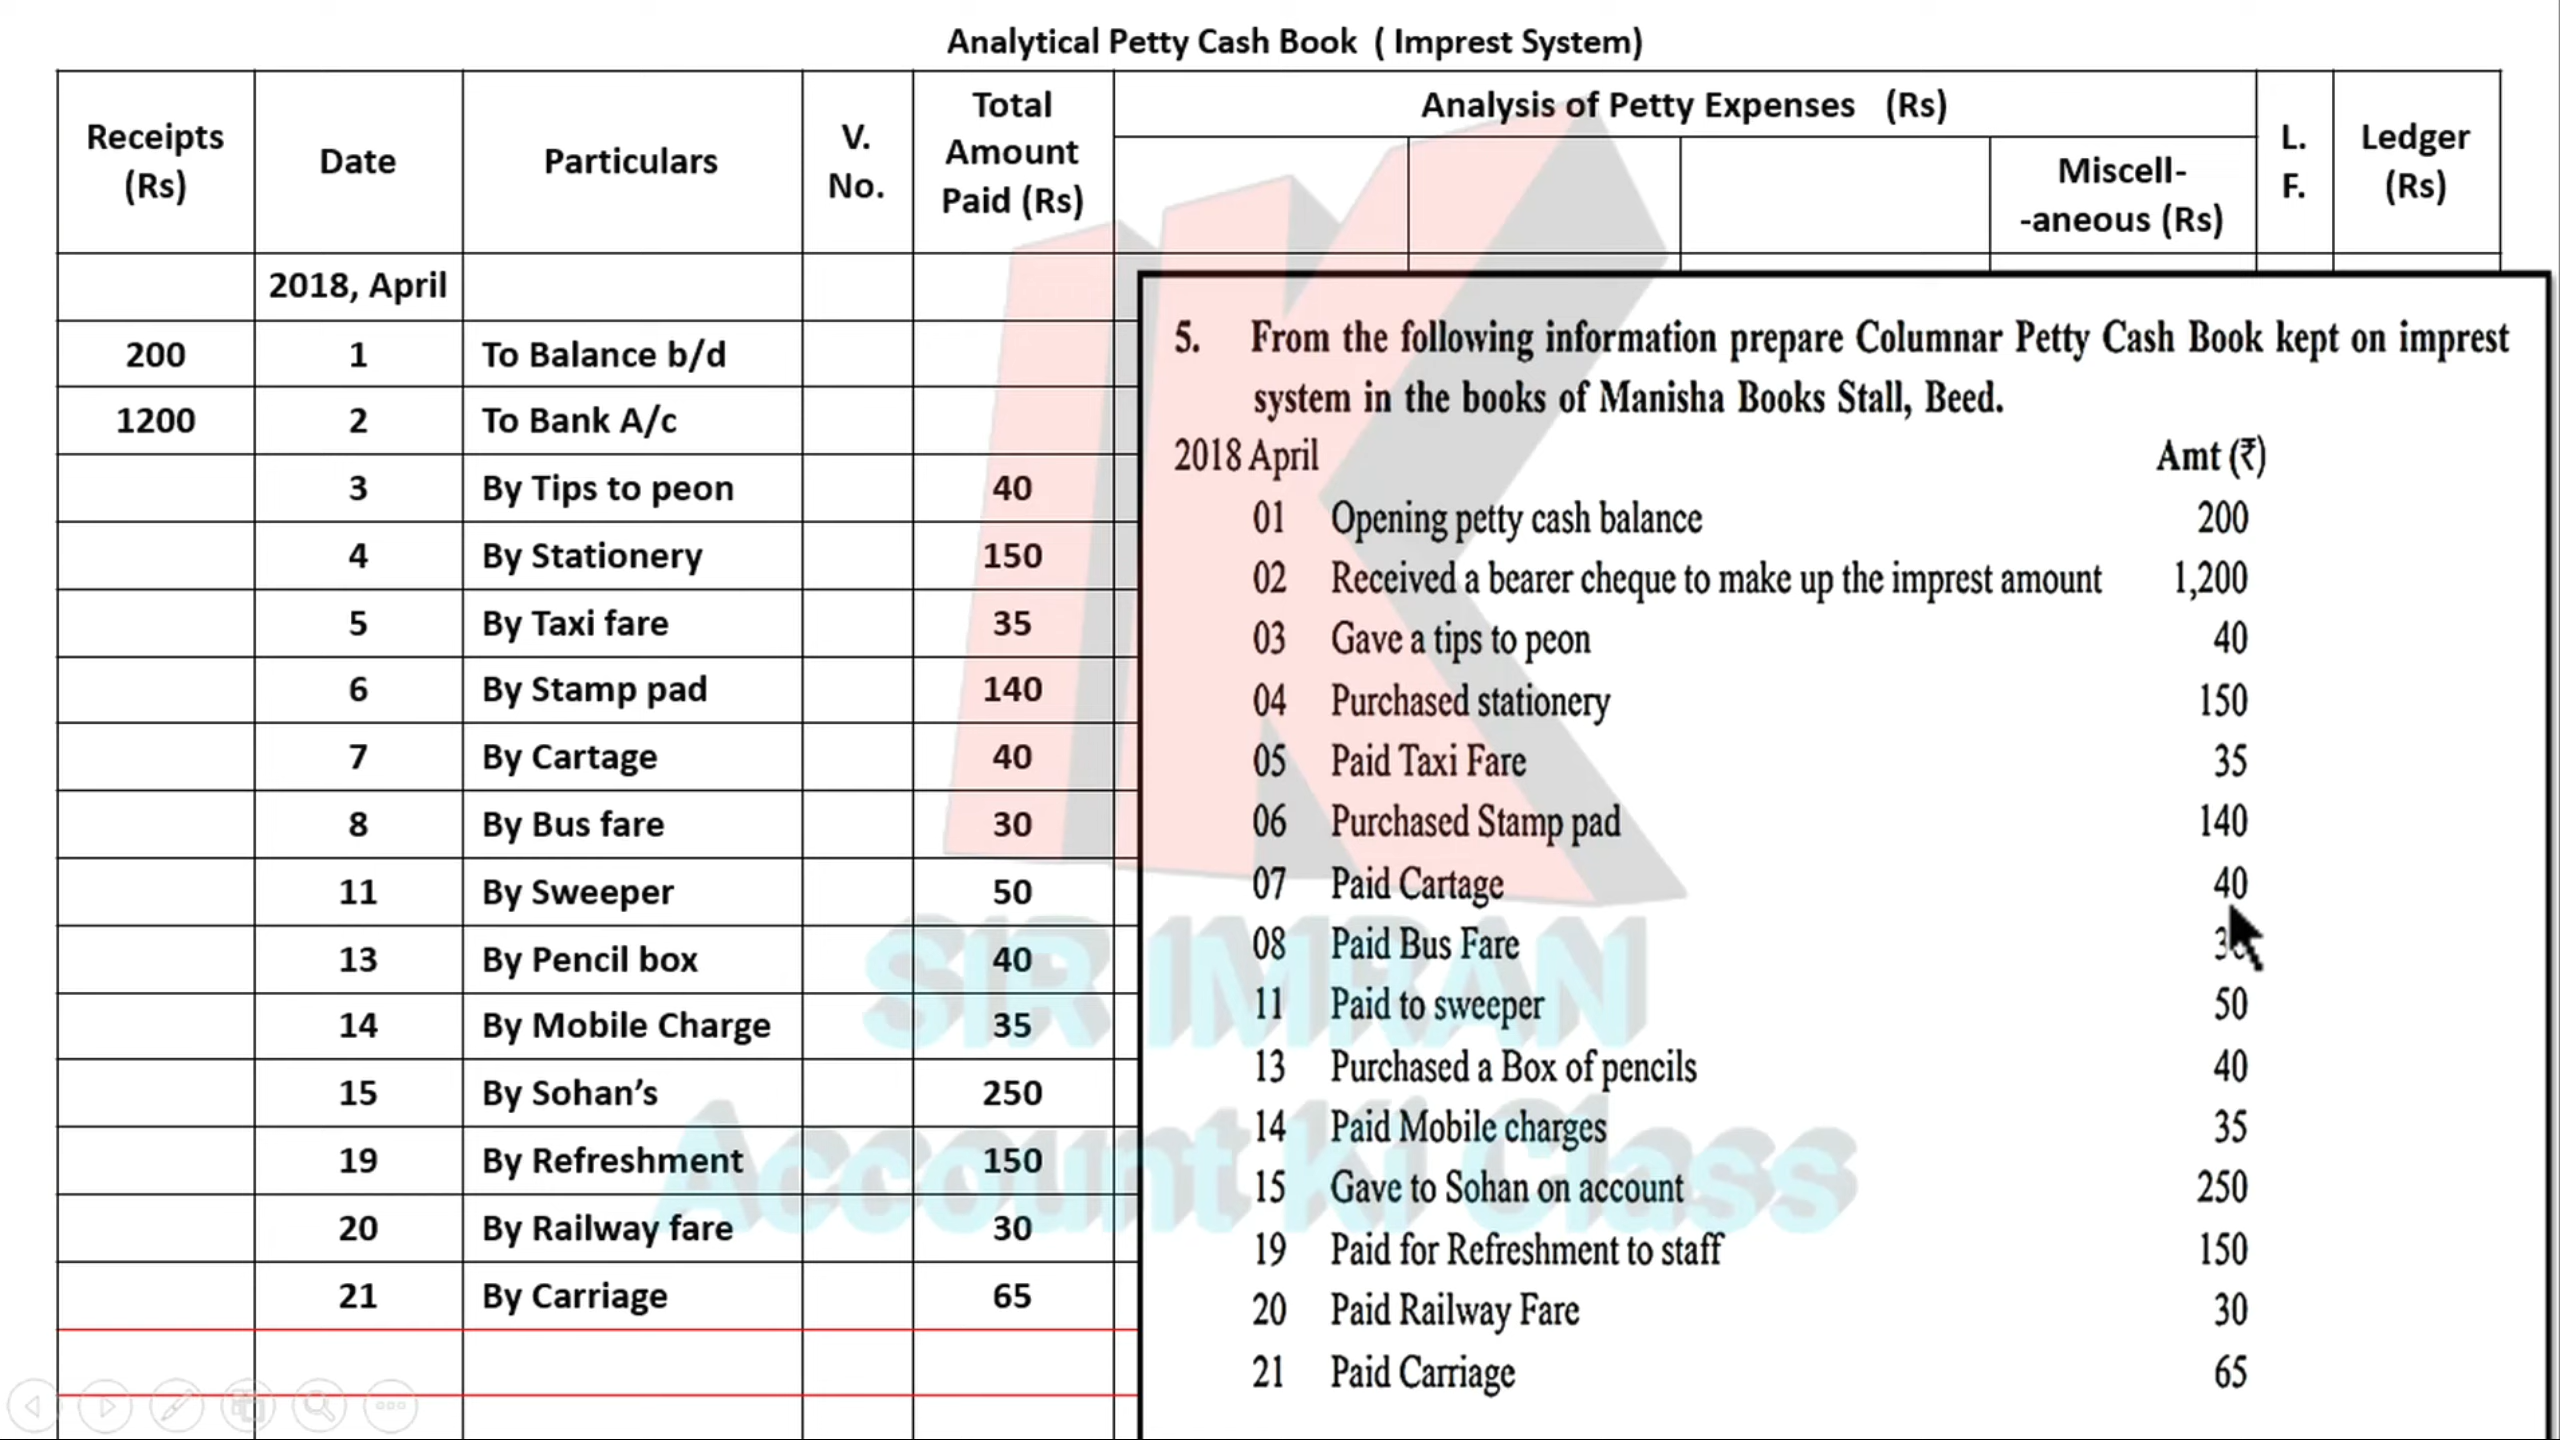 Analytical Petty Cash Book ( Imprest System)
Receipts (Rs) Date Particulars V. No. Total Amount Paid (Rs) Analysis of Petty Expenses (Rs) L. F. Ledger (Rs)
Miscell- -aneous (Rs)
2018, April
200 1 To Balance b/d
1200 2 To Bank A/c
3 By Tips to peon 40
4 By Stationery 150
5 By Taxi fare 35
6 By Stamp pad 140
7 By Cartage 40
8 By Bus fare 30
11 By Sweeper 50
13 By Pencil box 40
14 By Mobile Charge 35
15 By Sohan’s 250
19 By Refreshment 150
20 By Railway fare 30
21 By Carriage 65
5. From the following information prepare Columnar Petty Cash Book kept on imprest
system in the books of Manisha Books Stall, Beed.
2018 April Amt (₹)
01 Opening petty cash balance 200
02 Received a bearer cheque to make up the imprest amount 1,200
03 Gave a tips to peon 40
04 Purchased stationery 150
05 Paid Taxi Fare 35
06 Purchased Stamp pad 140
07 Paid Cartage 40
08 Paid Bus Fare
11 Paid to sweeper 50
13 Purchased a Box of pencils 40
14 Paid Mobile charges 35
15 Gave to Sohan on account 250
19 Paid for Refreshment to staff 150
20 Paid Railway Fare 30
21 Paid Carriage 65
SIR IMRAN
Account Ki Class